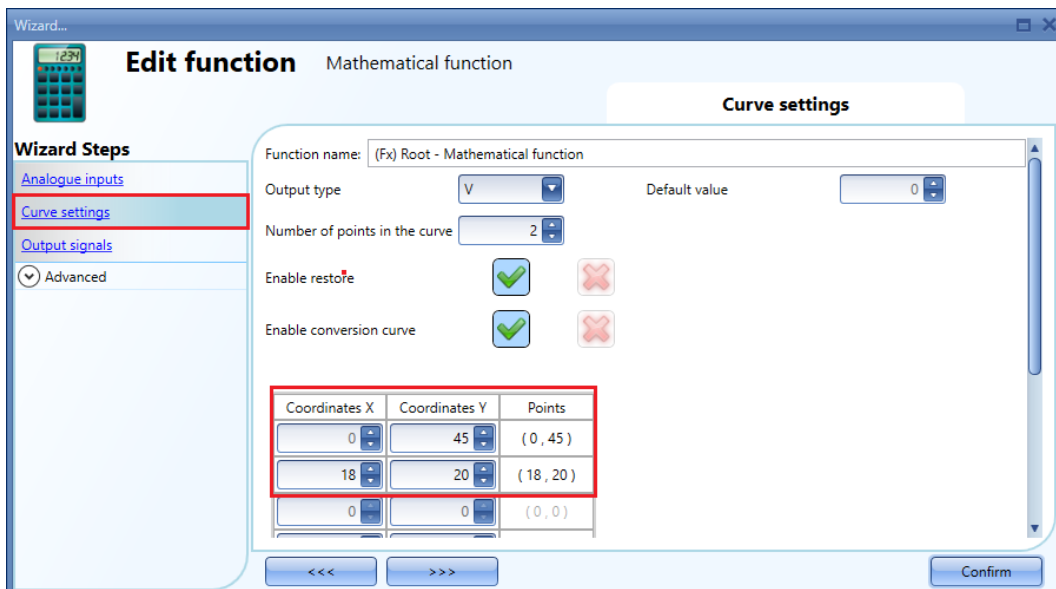 Wizard...
1234
Edit function Mathematical function
Curve settings
Wizard Steps
Analogue inputs
Curve settings
Output signals
Advanced
Function name: (Fx) Root - Mathematical function
Output type V Default value 0
Number of points in the curve 2
Enable restore
Enable conversion curve
Coordinates X Coordinates Y Points
0 45 ( 0 , 45 )
18 20 ( 18 , 20 )
0 0 ( 0 , 0 )
<<< >>> Confirm